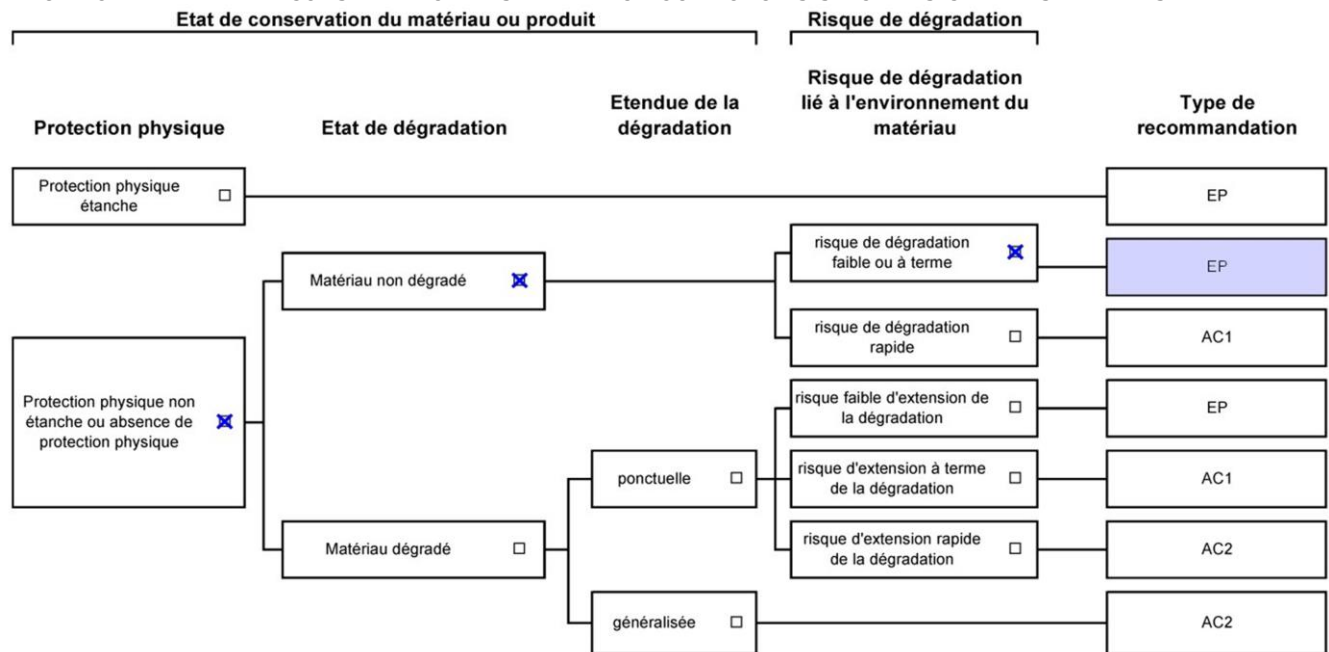 Etat de conservation du matériau ou produit
Risque de dégradation
Protection physique
Etat de dégradation
Etendue de la
dégradation
Risque de dégradation
lié à l'environnement du
matériau
Type de
recommandation
Protection physique
étanche
EP
risque de dégradation
faible ou à terme
EP
Matériau non dégradé
risque de dégradation
rapide
AC1
Protection physique non
étanche ou absence de
protection physique
risque faible d'extension de
la dégradation
EP
ponctuelle
risque d'extension à terme
de la dégradation
AC1
Matériau dégradé
risque d'extension rapide
de la dégradation
AC2
généralisée
AC2